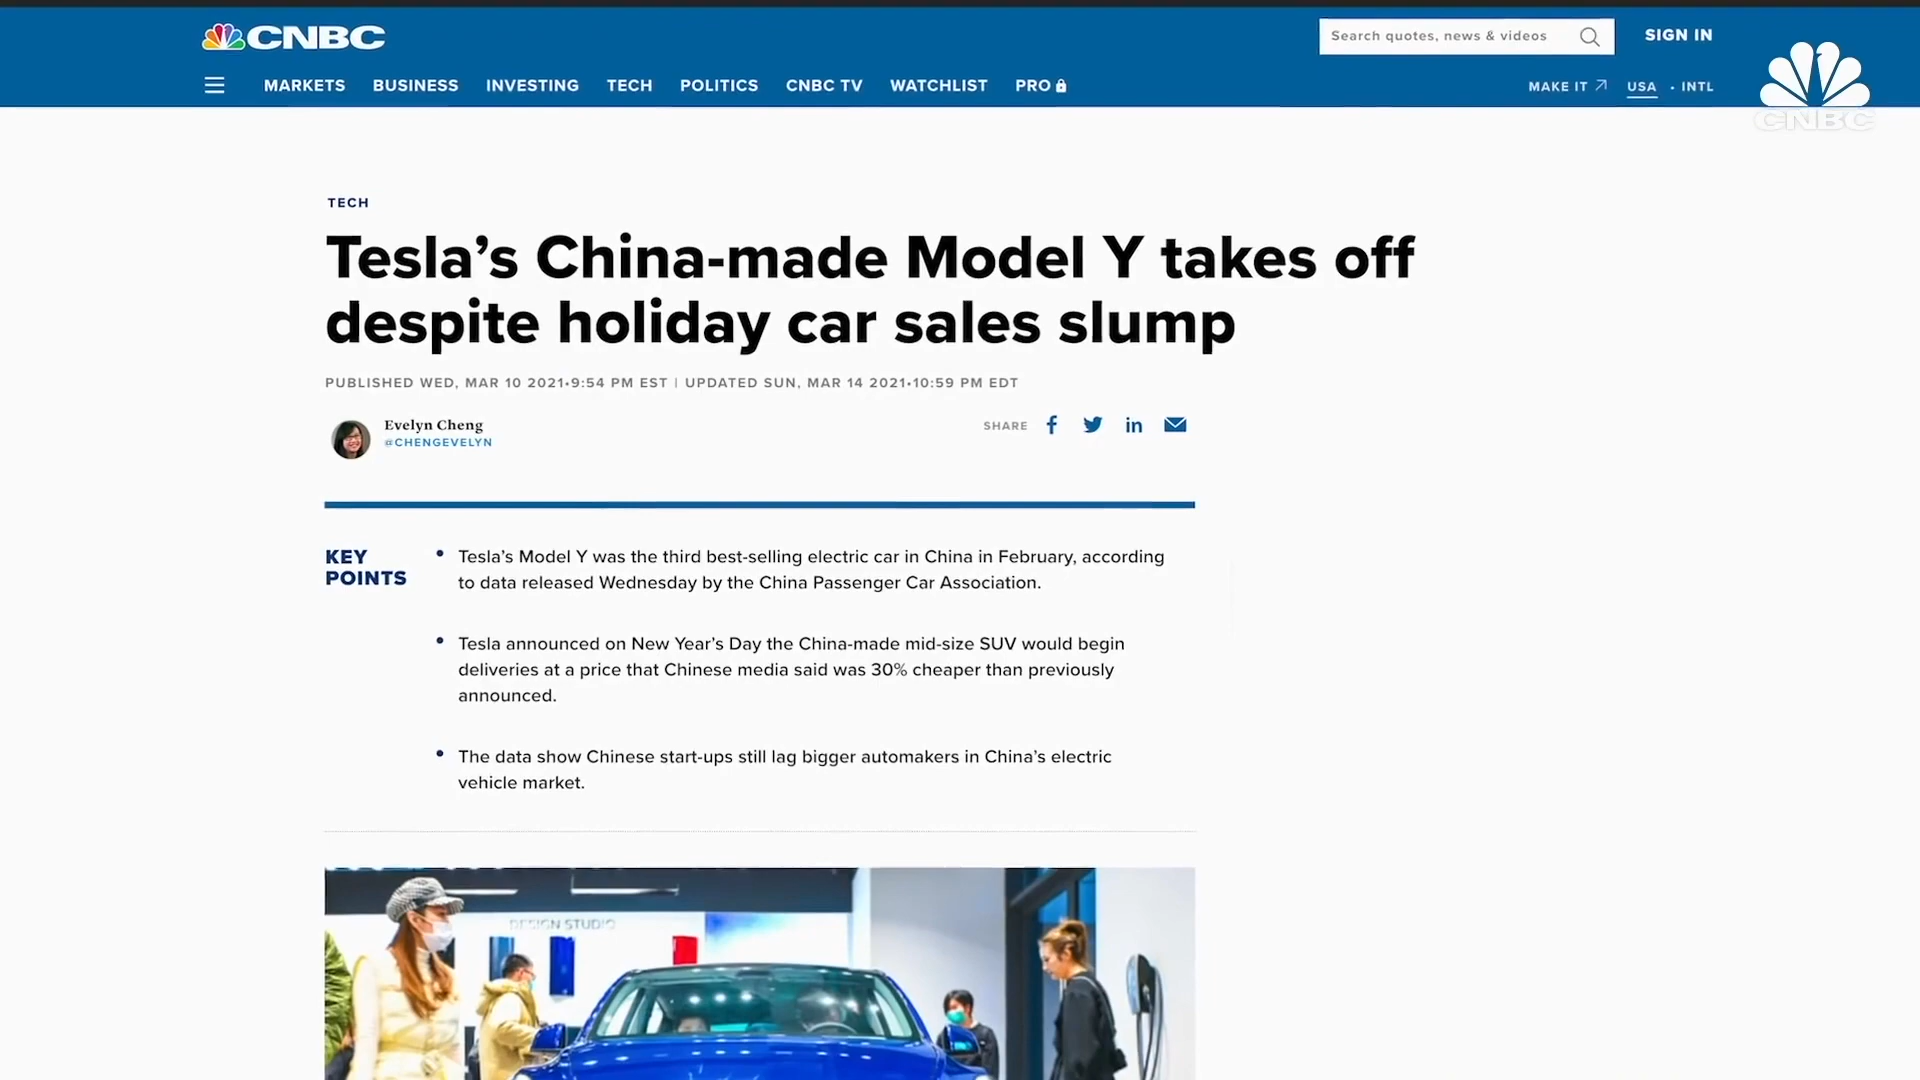 CNBC
Search quotes, news & videos
SIGN IN
MARKETS BUSINESS INVESTING TECH POLITICS CNBC TV WATCHLIST PRO
MAKE IT USA • INTL
CNBC
TECH
Tesla’s China-made Model Y takes off
despite holiday car sales slump
PUBLISHED WED, MAR 10 2021•9:54 PM EST | UPDATED SUN, MAR 14 2021•10:59 PM EDT
Evelyn Cheng
@CHENGEVELYN
SHARE
KEY
POINTS
• Tesla’s Model Y was the third best-selling electric car in China in February, according
to data released Wednesday by the China Passenger Car Association.
• Tesla announced on New Year’s Day the China-made mid-size SUV would begin
deliveries at a price that Chinese media said was 30% cheaper than previously
announced.
• The data show Chinese start-ups still lag bigger automakers in China’s electric
vehicle market.
DESIGN STUDIO